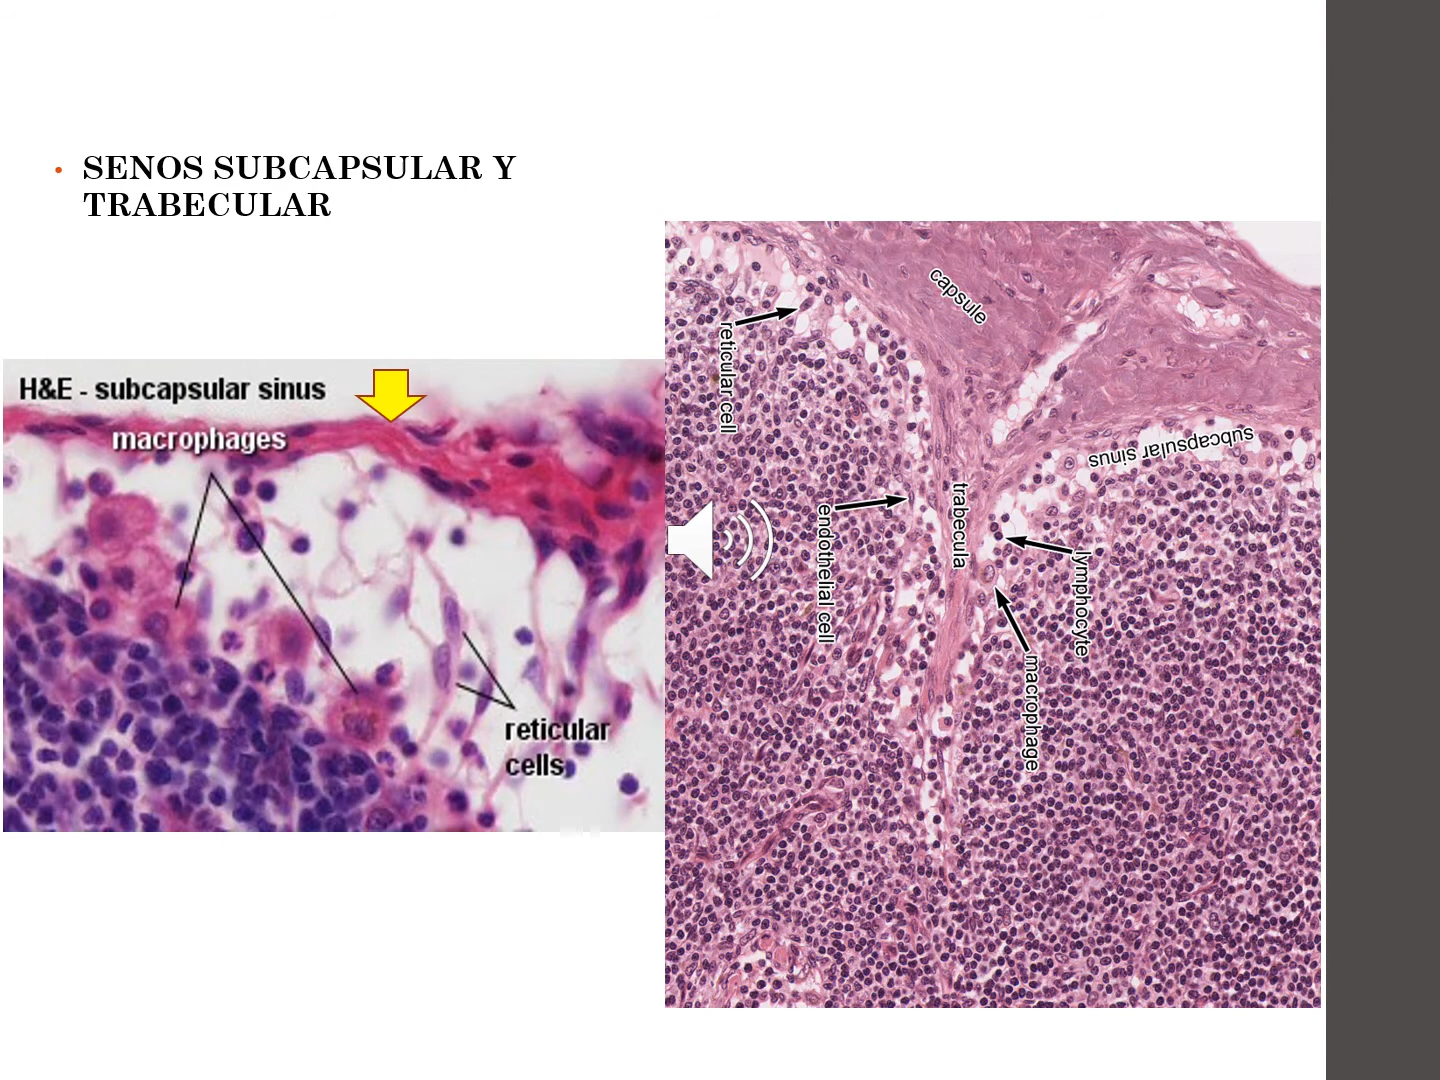 SENOS SUBCAPSULAR Y
TRABECULAR
H&E - subcapsular sinus
macrophages
reticular
cells
capsule
reticular cell
subcapsular sinus
trabecula
endothelial cell
lymphocyte
macrophage